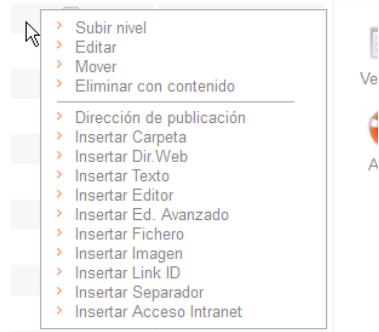 Subir nivel
Editar
Mover
Eliminar con contenido
Dirección de publicación
Insertar Carpeta
Insertar Dir.Web
Insertar Texto
Insertar Editor
Insertar Ed. Avanzado
Insertar Fichero
Insertar Imagen
Insertar Link ID
Insertar Separador
Insertar Acceso Intranet
Ve
A